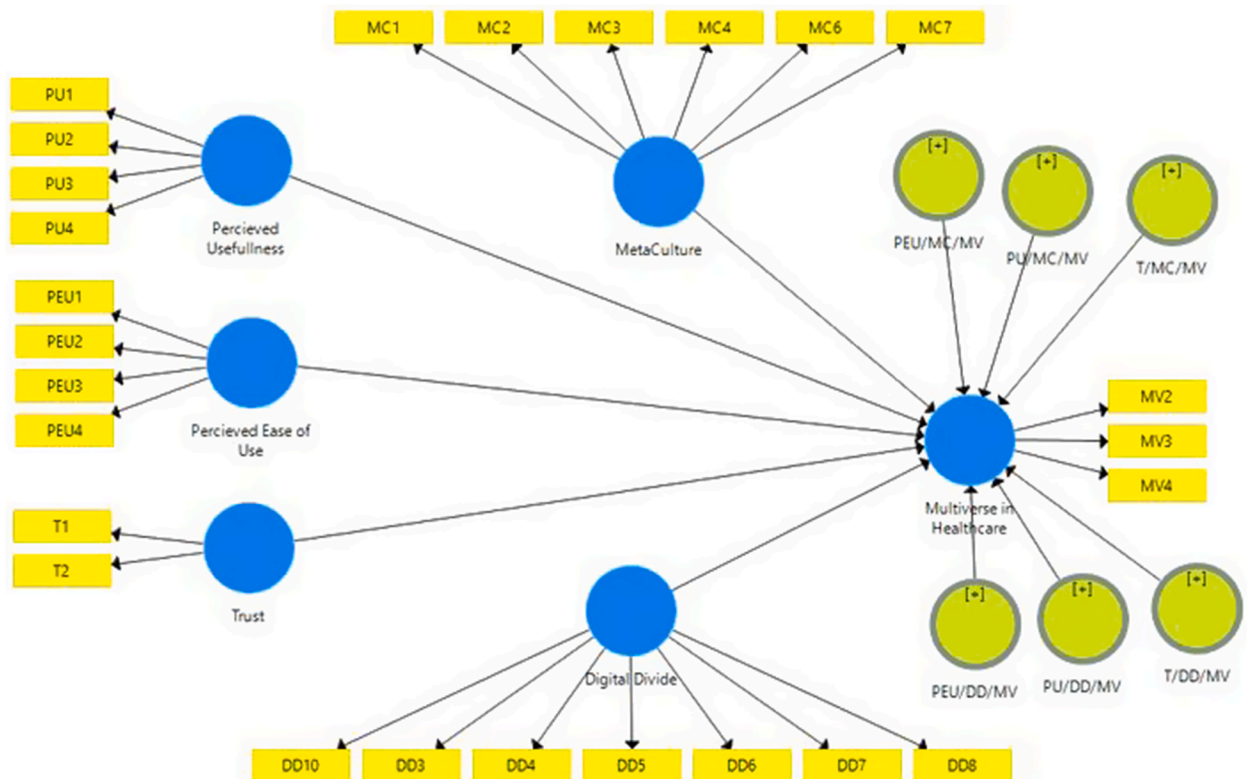 MC1 MC2 MC3 MC4 MC6 MC7
PU1
PU2
PU3
PU4
Percieved
Usefullness
MetaCulture
[+]
PEU/MC/MV
[+]
PU/MC/MV
[+]
T/MC/MV
PEU1
PEU2
PEU3
PEU4
Percieved Ease of
Use
MV2
MV3
MV4
Multiverse in
Healthcare
T1
T2
Trust
Digital Divide
[+]
PEU/DD/MV
[+]
PU/DD/MV
[+]
T/DD/MV
DD10 DD3 DD4 DD5 DD6 DD7 DD8